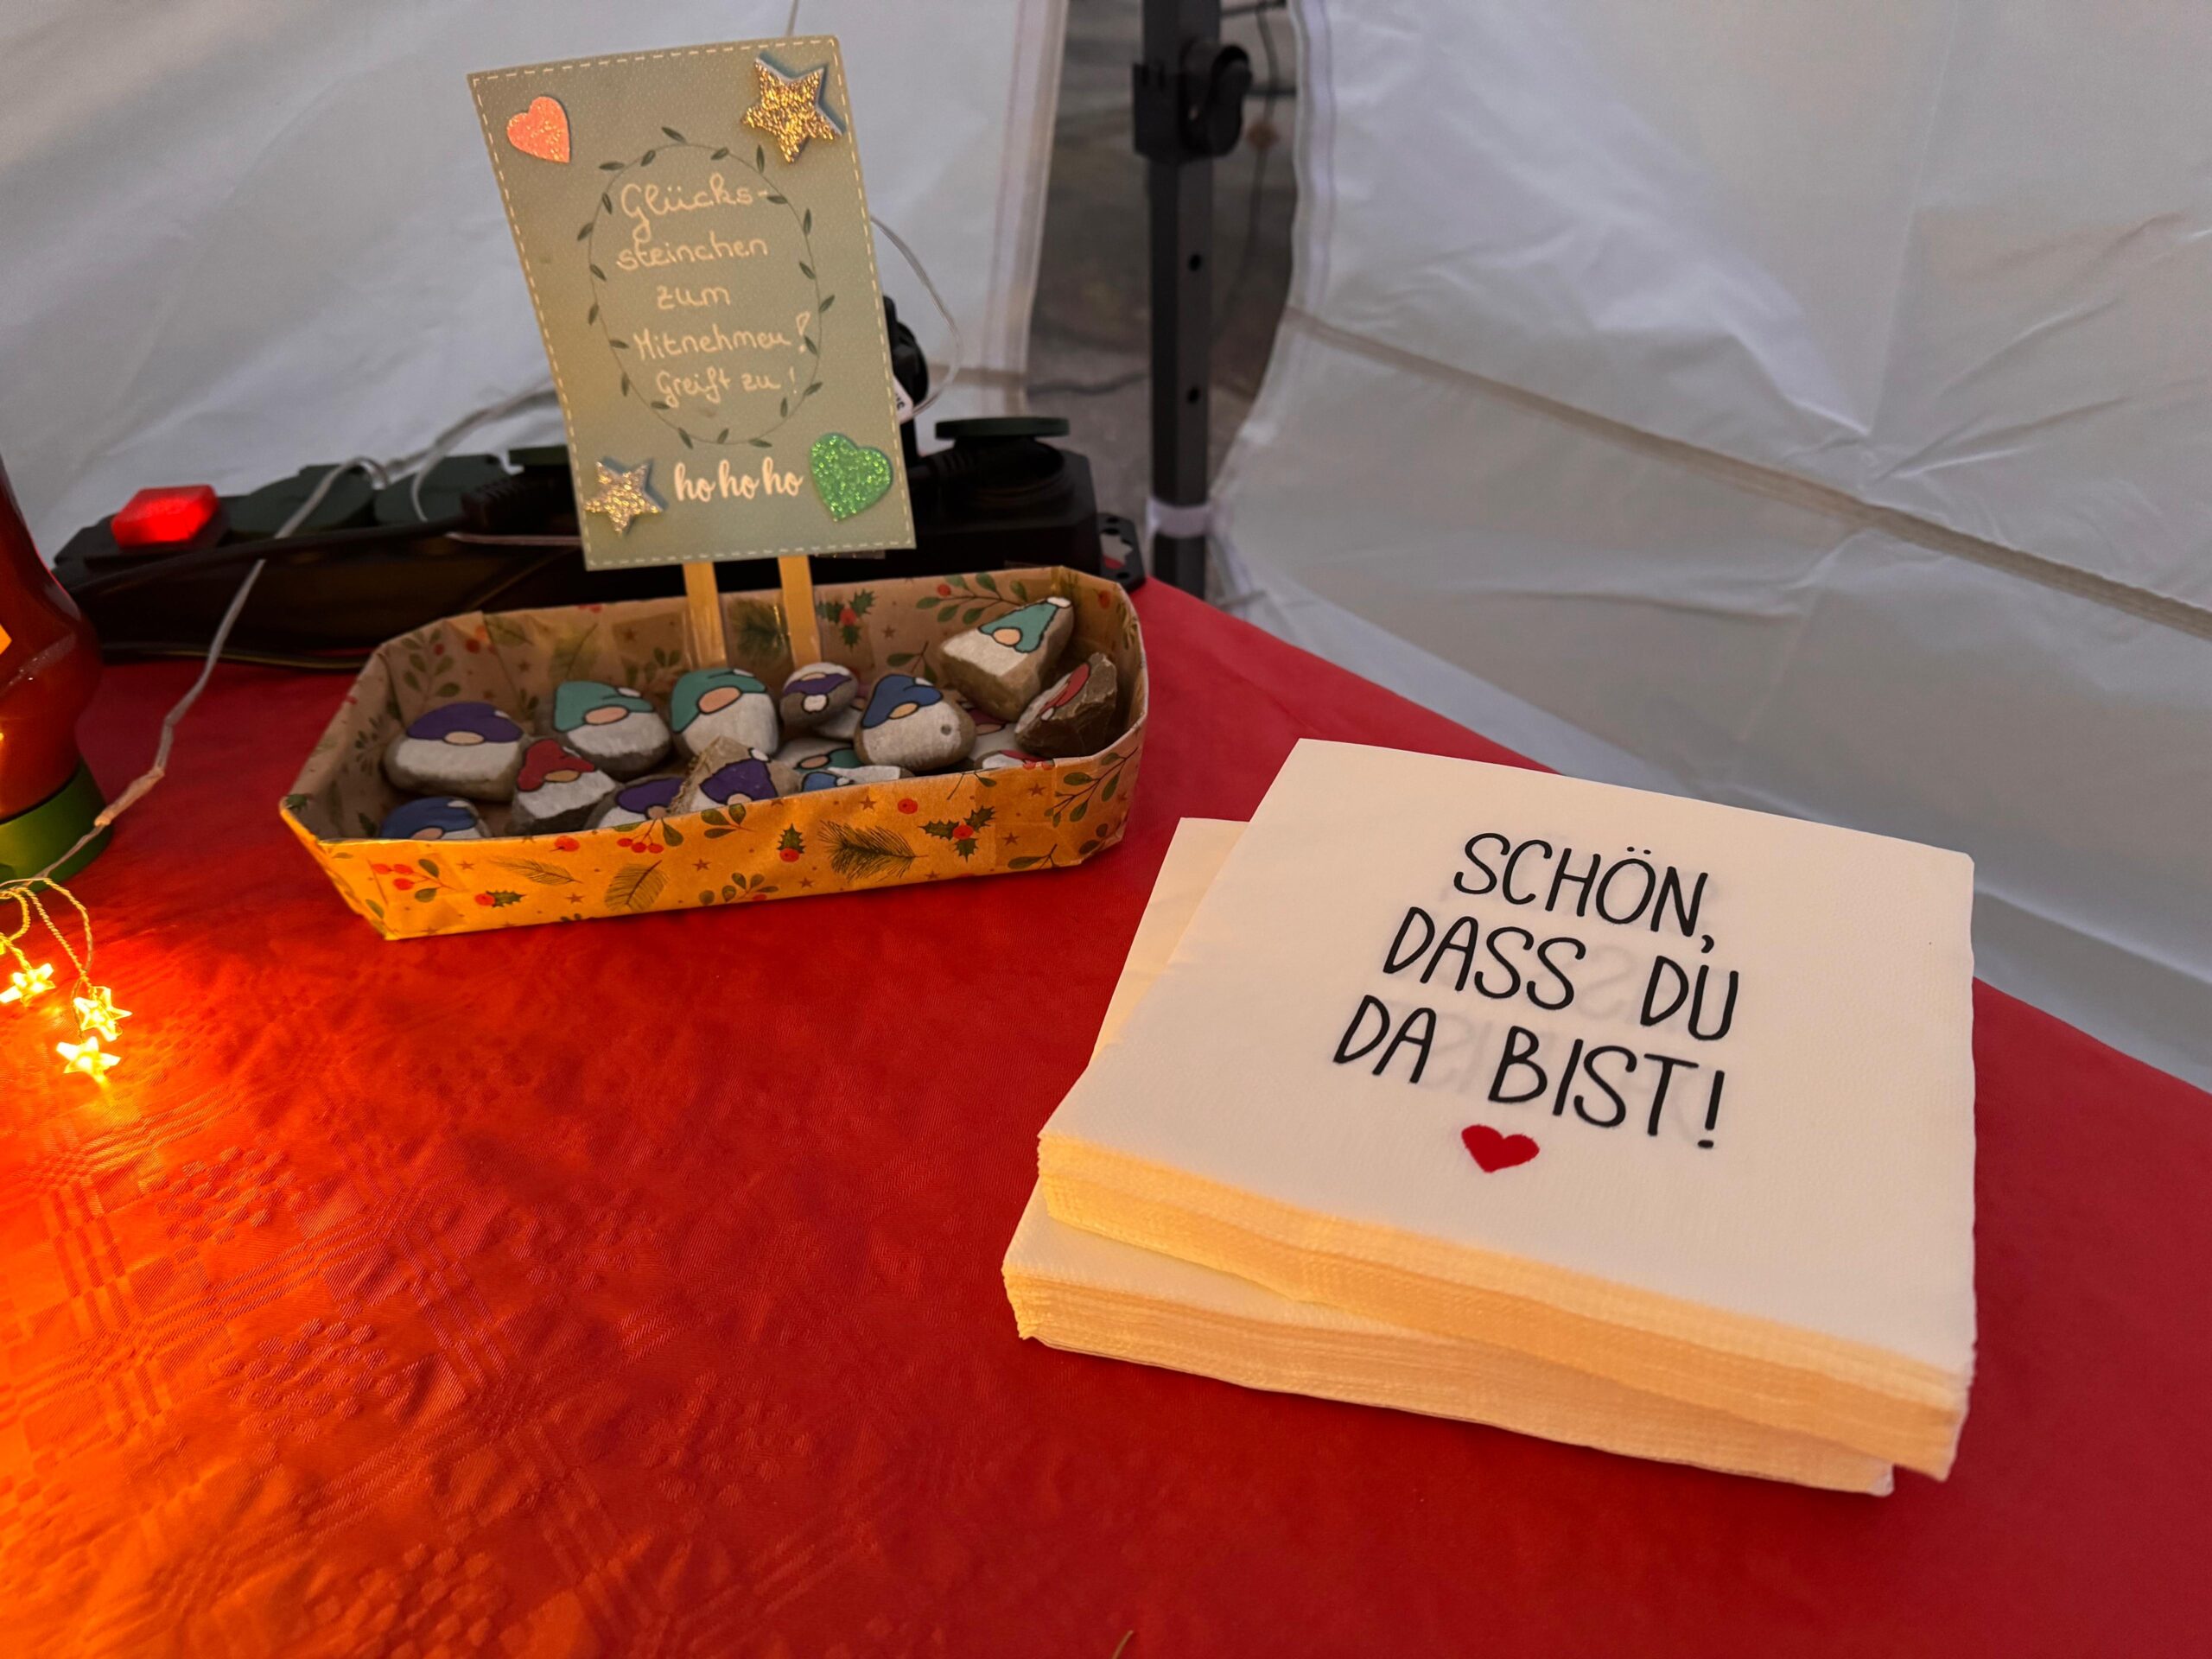 Glücks-
steinchen
zum
Mitnehmen!
Greift zu!
ho ho ho
SCHÖN,
DASS DU
DA BIST!